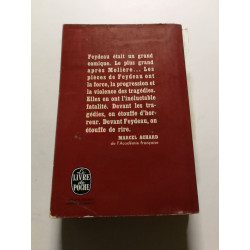 Feydeau était un grand
comique. Le plus grand
après Molière... Les
pièces de Feydeau ont
la force, la progression et
la violence des tragédies.
Elles en ont l'inéluctable
fatalité. Devant les tra-
gédies, on étouffe d'hor-
reur. Devant Feydeau, on
étouffe de rire.
MARCEL ACHARD
de l'Académie française
LE
LIVRE
DE
POCHE